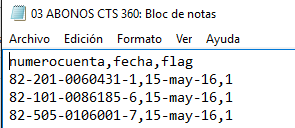 03 ABONOS CTS 360: Bloc de notas
Archivo Edición Formato Ver Ayuda
numerocuenta,fecha,flag
82-201-0060431-1,15-may-16,1
82-101-0086185-6,15-may-16,1
82-505-0106001-7,15-may-16,1